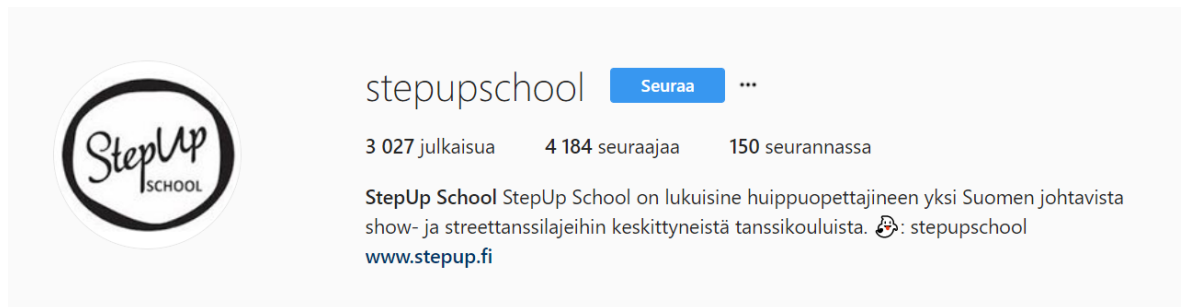 StepUp
SCHOOL
stepupschool Seuraa ...
3 027 julkaisua 4 184 seuraajaa 150 seurannassa
StepUp School StepUp School on lukuisine huippuopettajineen yksi Suomen johtavista
show- ja streettanssilajeihin keskittyneistä tanssikouluista. 👻: stepupschool
www.stepup.fi